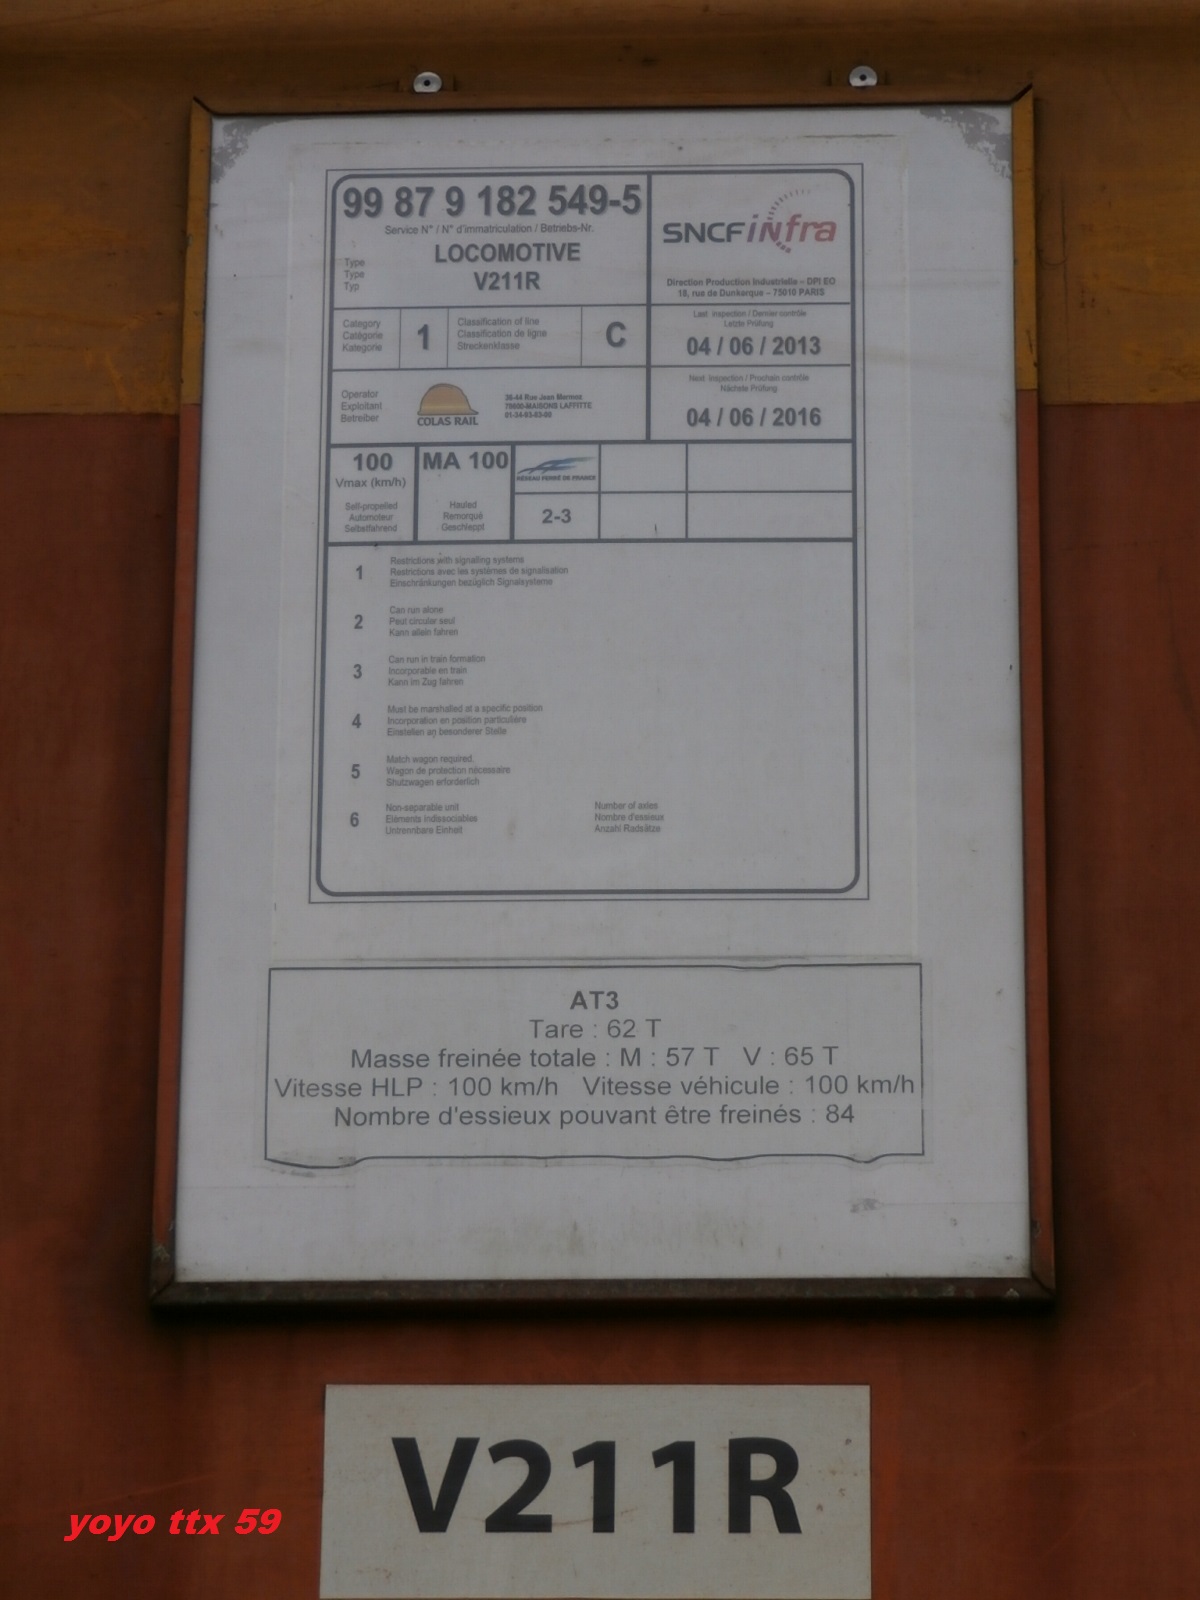 99 87 9 182 549-5
Service N° / N° d'immatriculation / Betriebs-Nr.
Type
Type
Typ
LOCOMOTIVE
V211R
SNCF infra
Direction Production Industrielle – DPI EO
18, rue de Dunkerque – 75010 PARIS
Category
Catégorie
Kategorie
1
Classification of line
Classification de ligne
Streckenklasse
C
Last inspection / Dernier contrôle
Letzte Prüfung
04 / 06 / 2013
Operator
Exploitant
Betreiber
COLAS RAIL
36-44 Rue Jean Mermoz
78600-MAISONS LAFFITTE
Next inspection / Prochain contrôle
Nächste Prüfung
04 / 06 / 2016
100
Vmax (km/h)
Self-propelled
Automoteur
Selbstfahrend
MA 100
Hauled
Remorqué
Geschleppt
RÉSEAU FERRÉ DE FRANCE
2-3
1
Restrictions with signalling systems
Restrictions avec les systèmes de signalisation
Einschränkungen bezüglich Signalsysteme
2
Can run alone
Peut circular seul
Kann allein fahren
3
Can run in train formation
Incorporable en train
Kann im Zug fahren
4
Must be marshalled at a specific position
Incorporation en position particulière
Einstellen an besonderer Stelle
5
Match wagon required.
Wagon de protection nécessaire
Shutzwagen erforderlich
6
Non-separable unit
Eléments indissociables
Untrennbare Einheit
Number of axles
Nombre d'essieux
Anzahl Radsätze
AT3
Tare : 62 T
Masse freinée totale : M : 57 T V : 65 T
Vitesse HLP : 100 km/h Vitesse véhicule : 100 km/h
Nombre d'essieux pouvant être freinés : 84
V211R
yoyo ttx 59